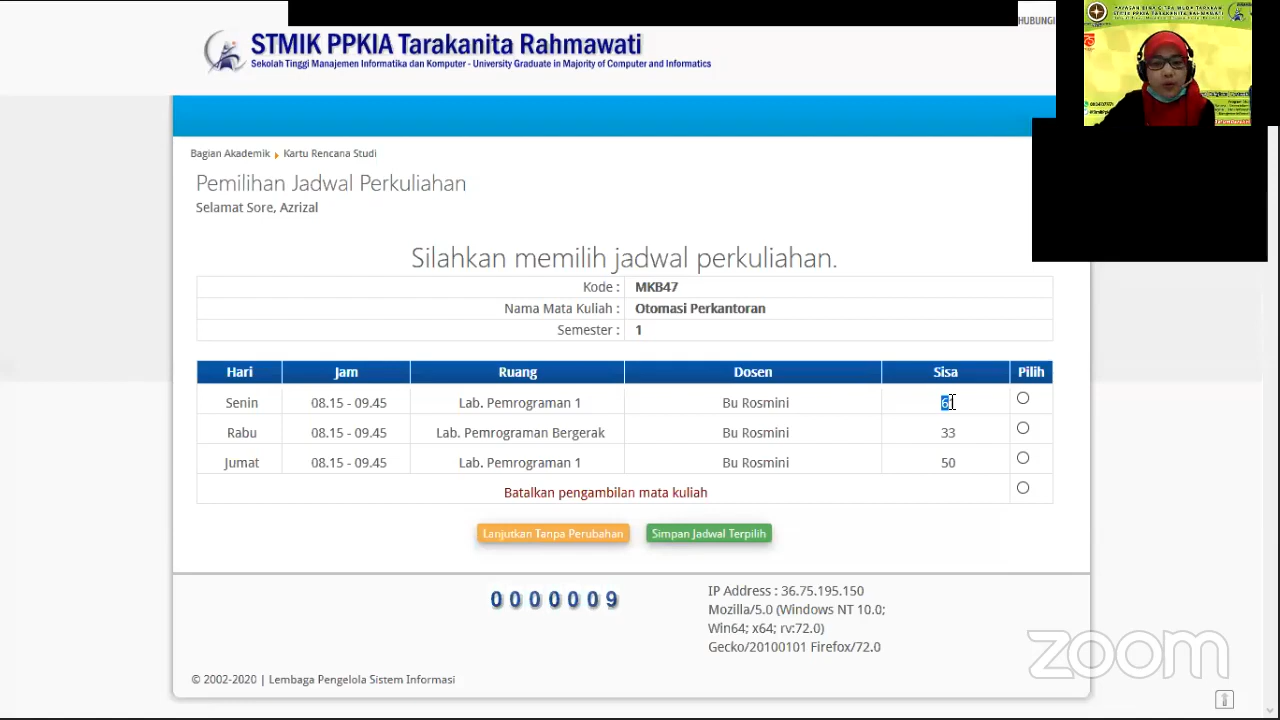 HUBUNGI
STMIK PPKIA Tarakanita Rahmawati
Sekolah Tinggi Manajemen Informatika dan Komputer - University Graduate in Majority of Computer and Informatics
Bagian Akademik Kartu Rencana Studi
Pemilihan Jadwal Perkuliahan
Selamat Sore, Azrizal
Silahkan memilih jadwal perkuliahan.
Kode : MKB47
Nama Mata Kuliah : Otomasi Perkantoran
Semester : 1
Hari Jam Ruang Dosen Sisa Pilih
Senin 08.15 - 09.45 Lab. Pemrograman 1 Bu Rosmini 6
Rabu 08.15 - 09.45 Lab. Pemrograman Bergerak Bu Rosmini 33
Jumat 08.15 - 09.45 Lab. Pemrograman 1 Bu Rosmini 50
Batalkan pengambilan mata kuliah
Lanjutkan Tanpa Perubahan Simpan Jadwal Terpilih
0000009
IP Address : 36.75.195.150
Mozilla/5.0 (Windows NT 10.0;
Win64; x64; rv:72.0)
Gecko/20100101 Firefox/72.0
zoom
© 2002-2020 | Lembaga Pengelola Sistem Informasi